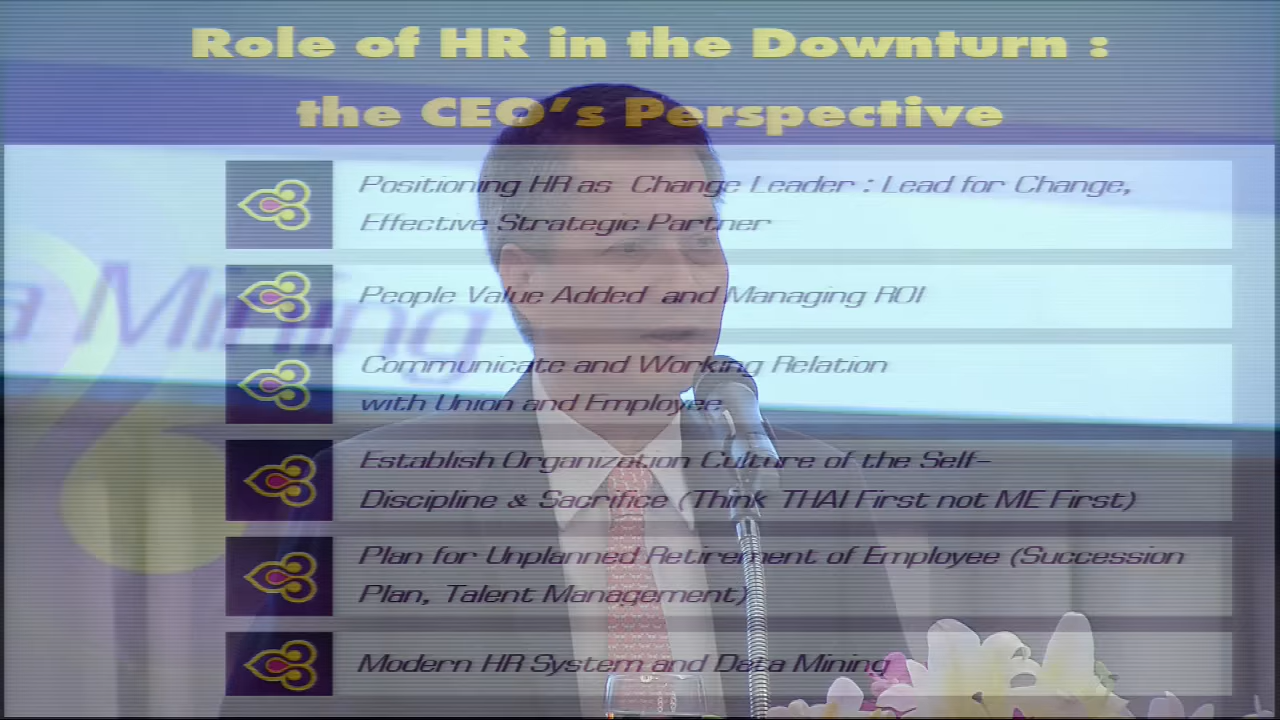 Role of HR in the Downturn :
the CEO's Perspective
Positioning HR as Change Leader : Lead for Change,
Effective Strategic Partner
People Value Added and Managing ROI
a Mining
Communicate and Working Relation
with Union and Employee
Establish Organization Culture of the Self-
Discipline & Sacrifice (Think THAI First not ME First)
Plan for Unplanned Retirement of Employee (Succession
Plan, Talent Management)
Modern HR System and Data Mining